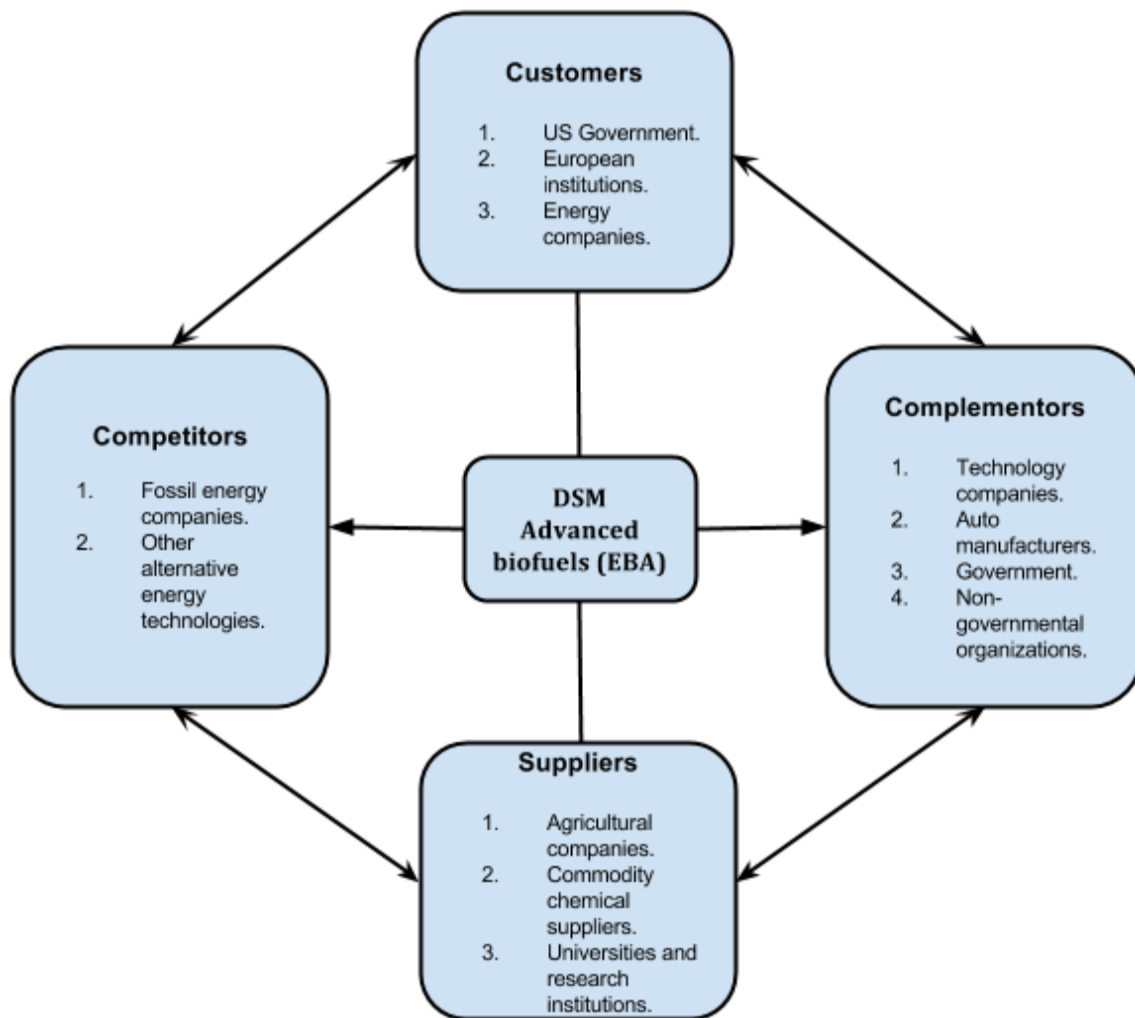 Customers
1. US Government.
2. European
institutions.
3. Energy
companies.
Competitors
1. Fossil energy
companies.
2. Other
alternative
energy
technologies.
DSM
Advanced
biofuels (EBA)
Complementors
1. Technology
companies.
2. Auto
manufacturers.
3. Government.
4. Non-
governmental
organizations.
Suppliers
1. Agricultural
companies.
2. Commodity
chemical
suppliers.
3. Universities and
research
institutions.